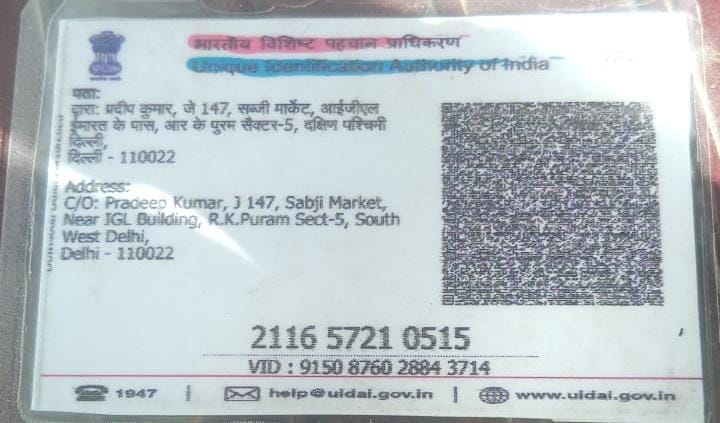 भारतीय विशिष्ट पहचान प्राधिकरण
Unique Identification Authority of India
पता:
द्वारा: प्रदीप कुमार, जे 147, सब्जी मार्केट, आईजीएल
इमारत के पास, आर के पुरम सैक्टर-5, दक्षिण पश्चिमी
दिल्ली,
दिल्ली - 110022
Address:
C/O: Pradeep Kumar, J 147, Sabji Market,
Near IGL Building, R.K.Puram Sect-5, South
West Delhi,
Delhi - 110022
2116 5721 0515
VID : 9150 8760 2884 3714
1947 | help@uidai.gov.in | www.uidai.gov.in